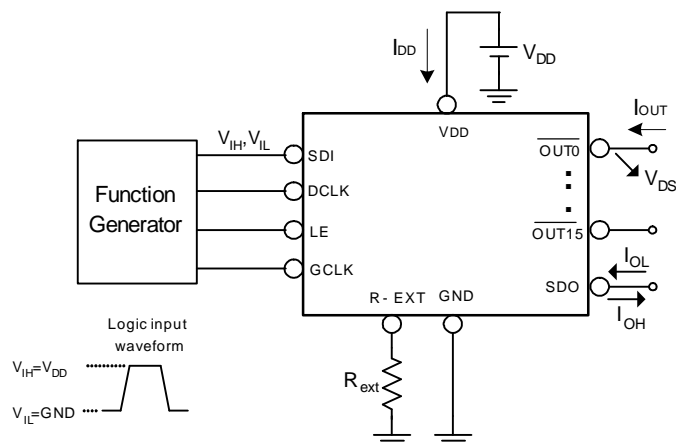 IDD
VDD
IOUT
VDD
VIH, VIL
SDI
OUT0
VDS
Function
Generator
DCLK
LE
OUT15
GCLK
IOL
SDO
IOH
R-EXT
GND
Logic input
waveform
VIH=VDD
Rext
VIL=GND